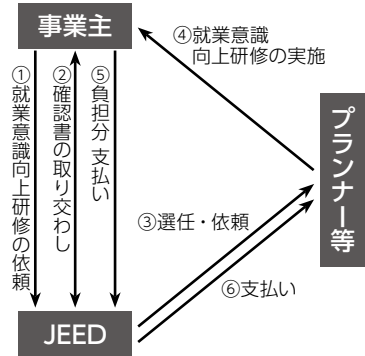 事業主
①就業意識向上研修の依頼
②確認書の取り交わし
⑤負担分 支払い
④就業意識
向上研修の実施
プランナー等
③選任・依頼
⑥支払い
JEED